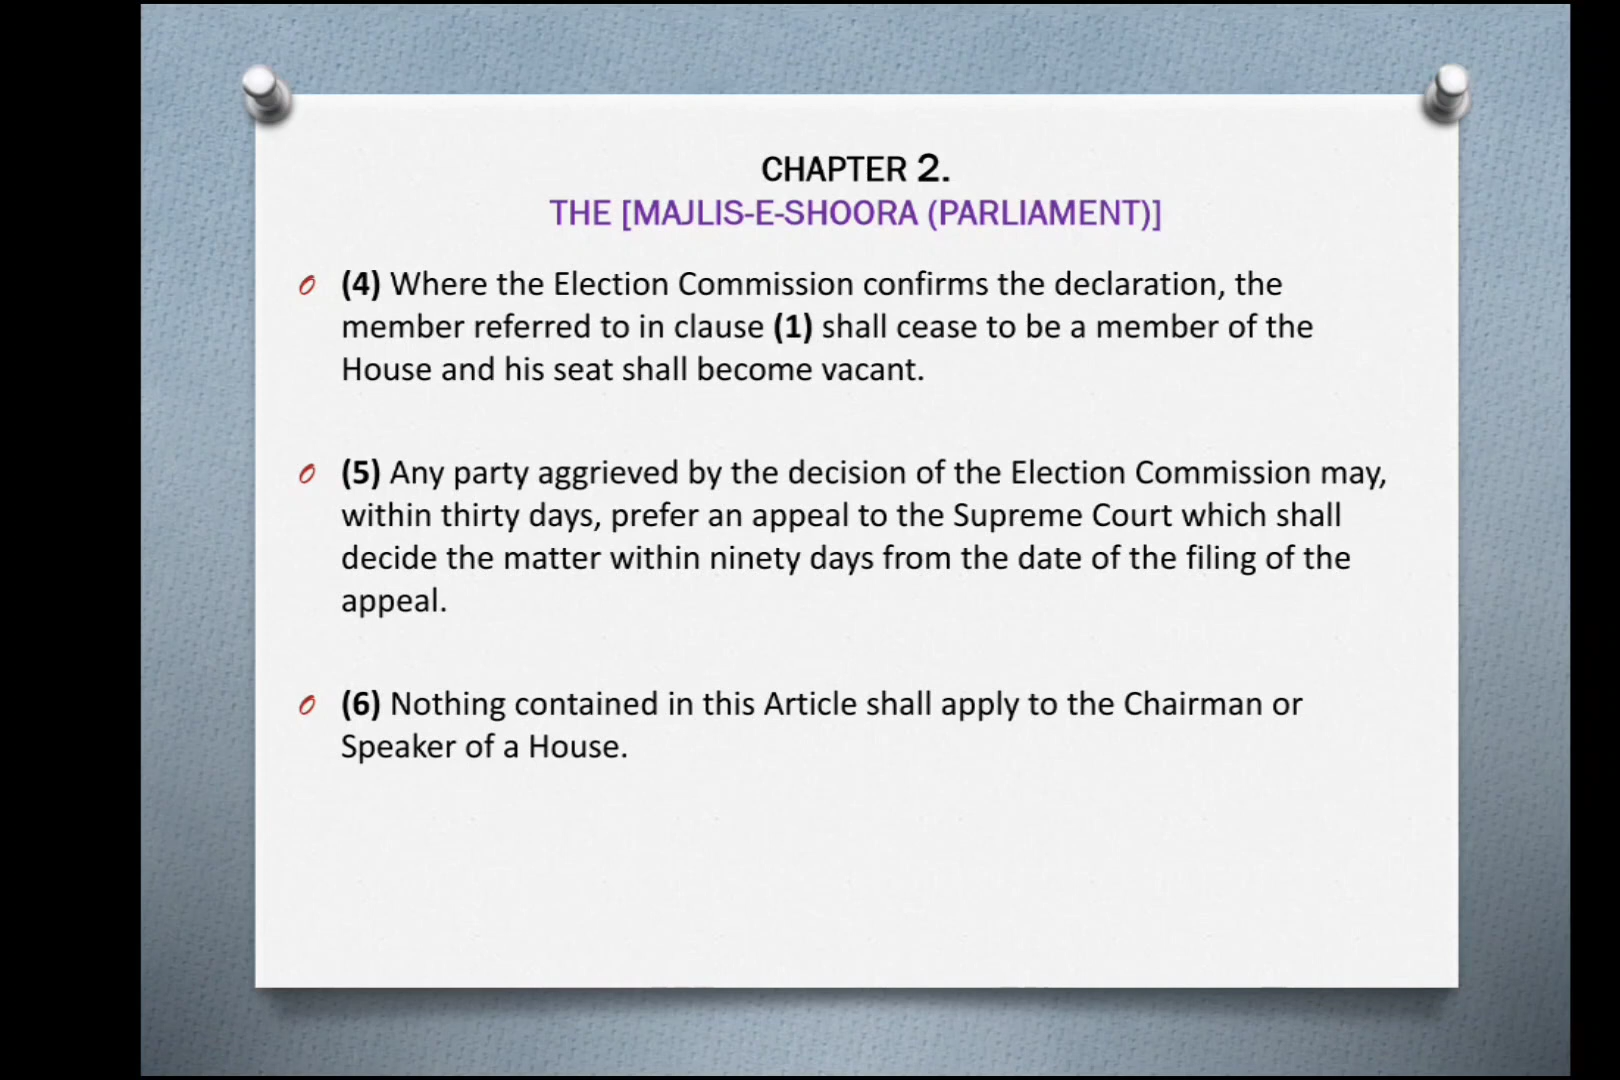 CHAPTER 2.
THE [MAJLIS-E-SHOORA (PARLIAMENT)]
(4) Where the Election Commission confirms the declaration, the
member referred to in clause (1) shall cease to be a member of the
House and his seat shall become vacant.
(5) Any party aggrieved by the decision of the Election Commission may,
within thirty days, prefer an appeal to the Supreme Court which shall
decide the matter within ninety days from the date of the filing of the
appeal.
(6) Nothing contained in this Article shall apply to the Chairman or
Speaker of a House.